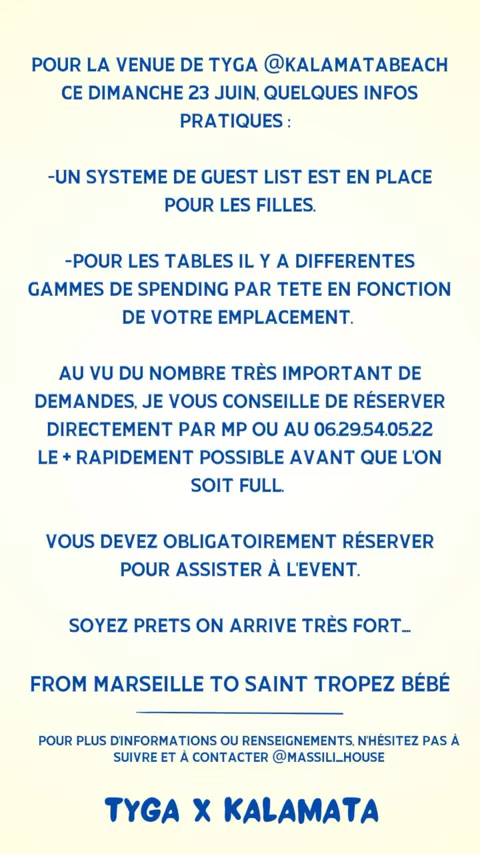 POUR LA VENUE DE TYGA @KALAMATABEACH
CE DIMANCHE 23 JUIN, QUELQUES INFOS
PRATIQUES :
-UN SYSTEME DE GUEST LIST EST EN PLACE
POUR LES FILLES.
-POUR LES TABLES IL Y A DIFFERENTES
GAMMES DE SPENDING PAR TETE EN FONCTION
DE VOTRE EMPLACEMENT.
AU VU DU NOMBRE TRÈS IMPORTANT DE
DEMANDES, JE VOUS CONSEILLE DE RÉSERVER
DIRECTEMENT PAR MP OU AU 06.29.54.05.22
LE + RAPIDEMENT POSSIBLE AVANT QUE L'ON
SOIT FULL.
VOUS DEVEZ OBLIGATOIREMENT RÉSERVER
POUR ASSISTER À L'EVENT.
SOYEZ PRETS ON ARRIVE TRÈS FORT...
FROM MARSEILLE TO SAINT TROPEZ BÉBÉ
POUR PLUS D'INFORMATIONS OU RENSEIGNEMENTS, N'HÉSITEZ PAS À
SUIVRE ET À CONTACTER @MASSILI_HOUSE
TYGA X KALAMATA